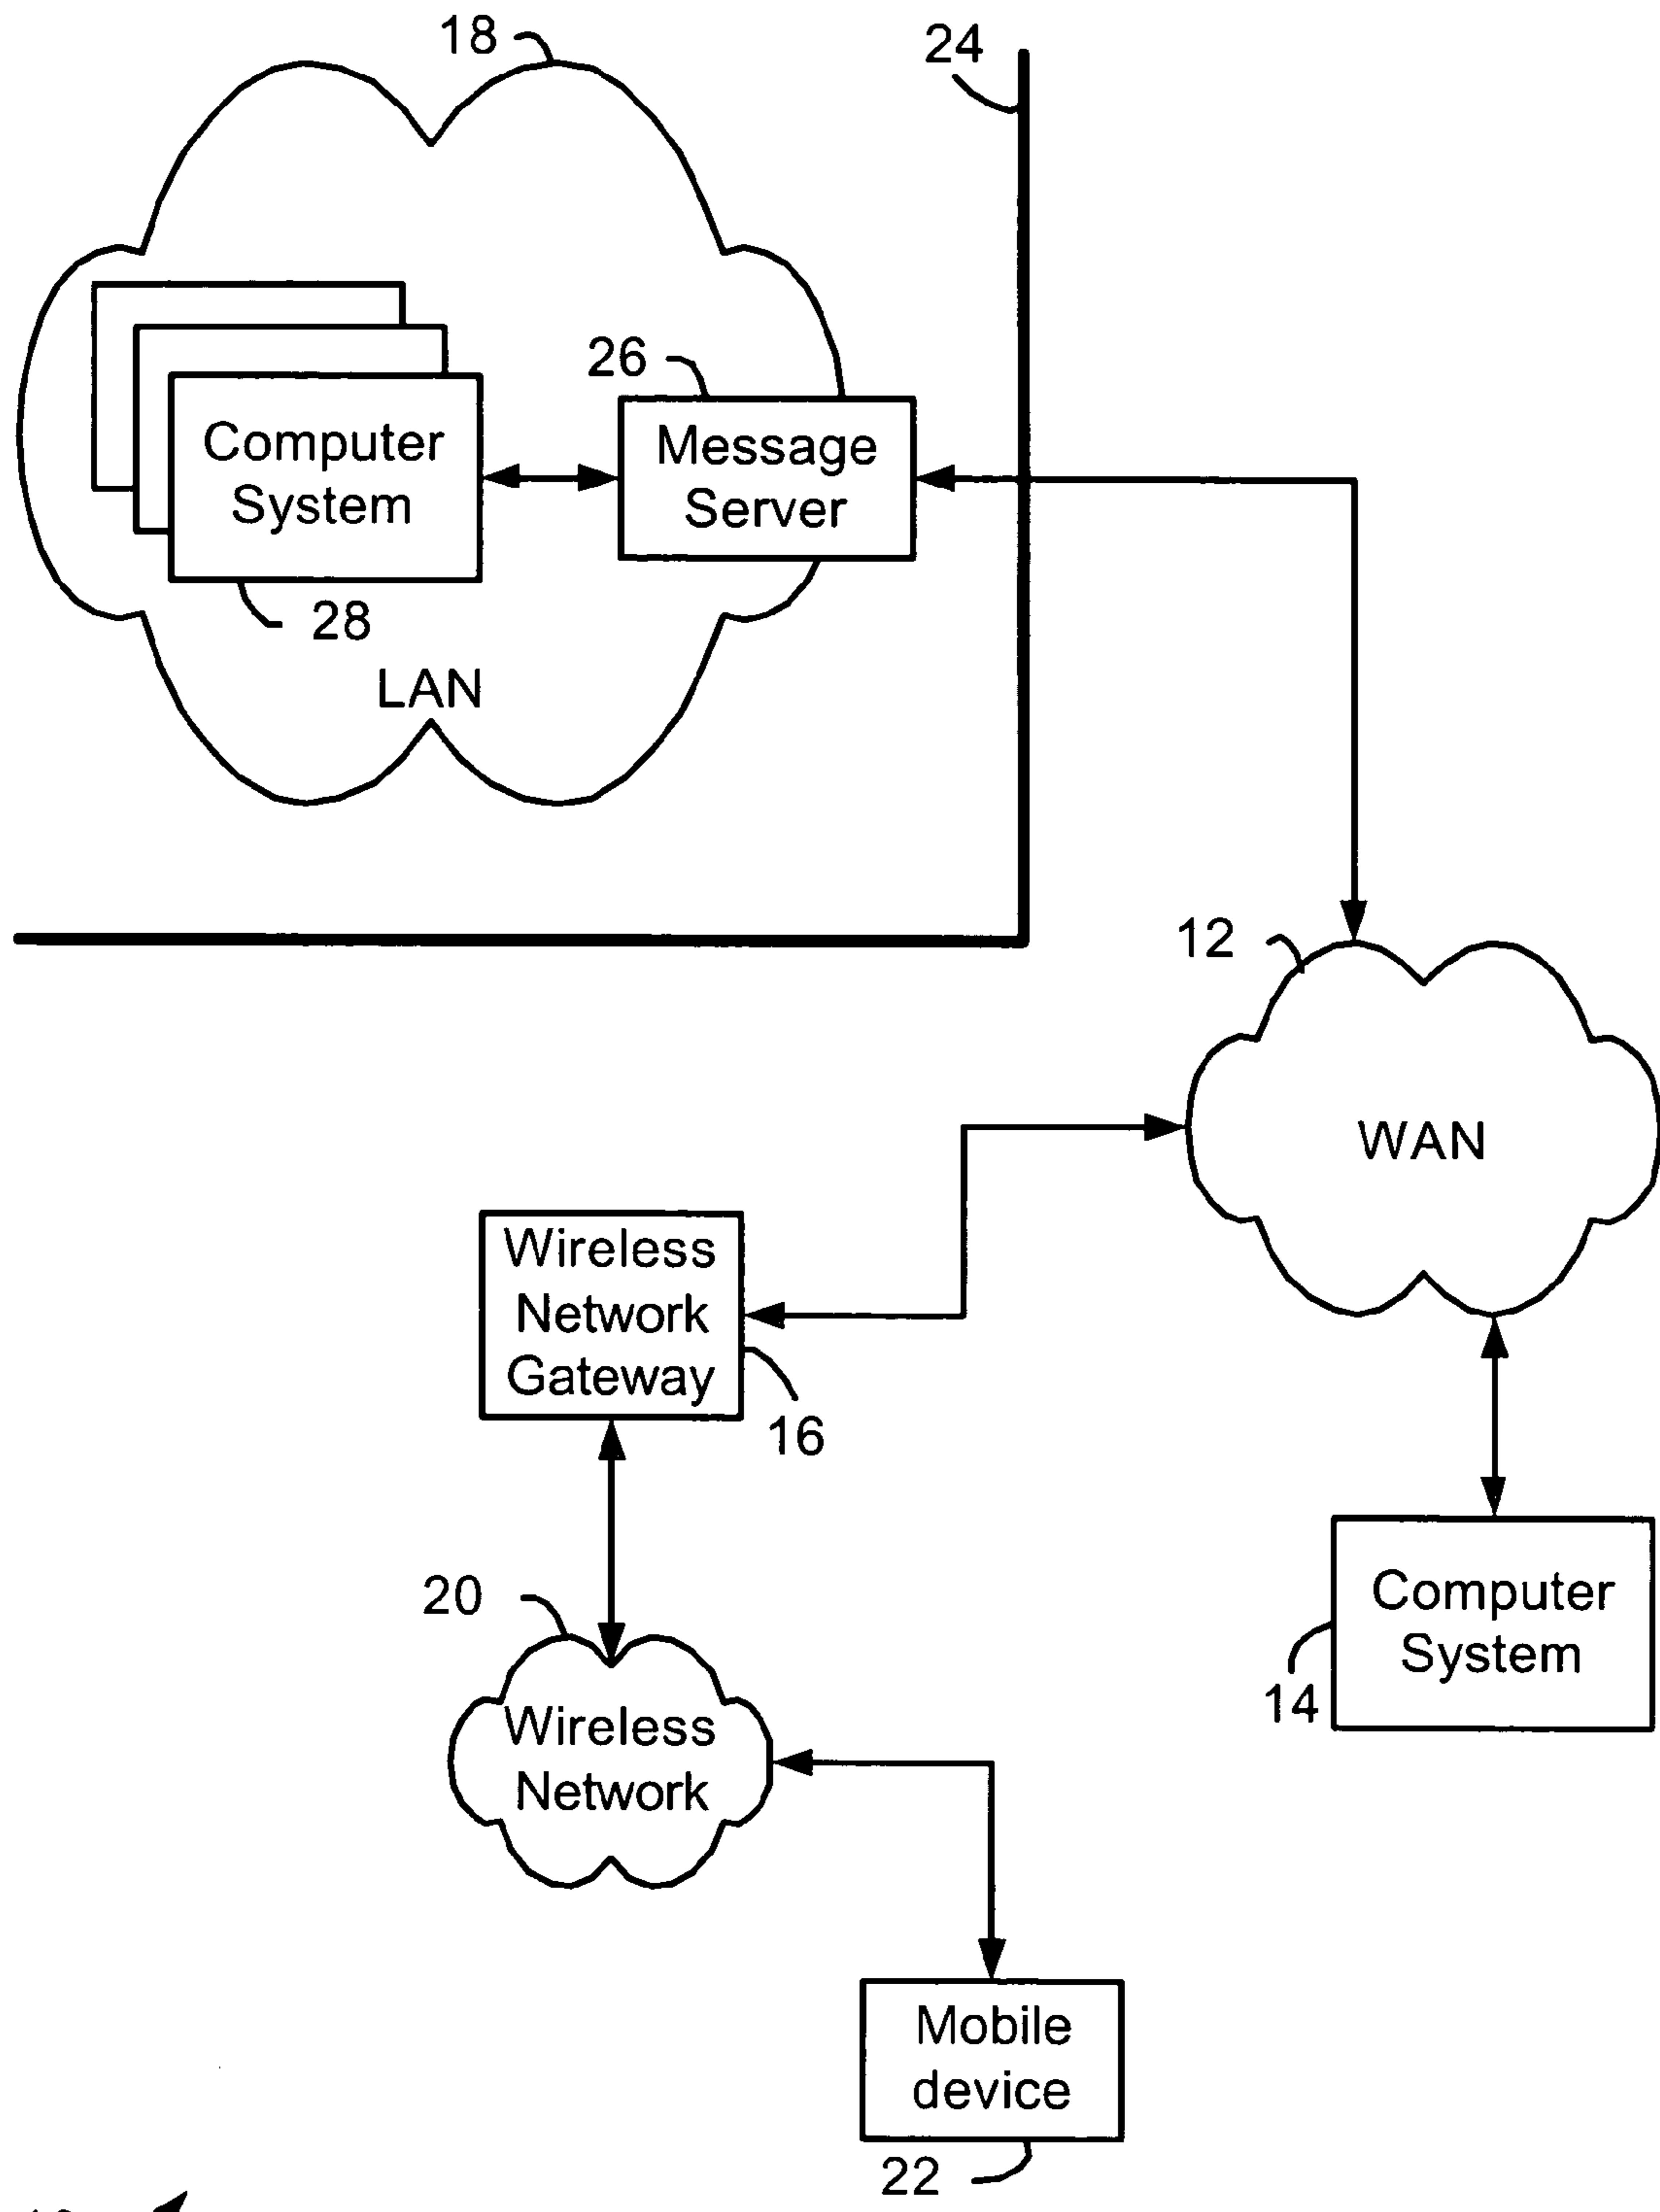 18
24
26
Computer
System
Message
Server
28
LAN
12
WAN
Wireless
Network
Gateway
16
20
Wireless
Network
Computer
System
14
Mobile
device
22